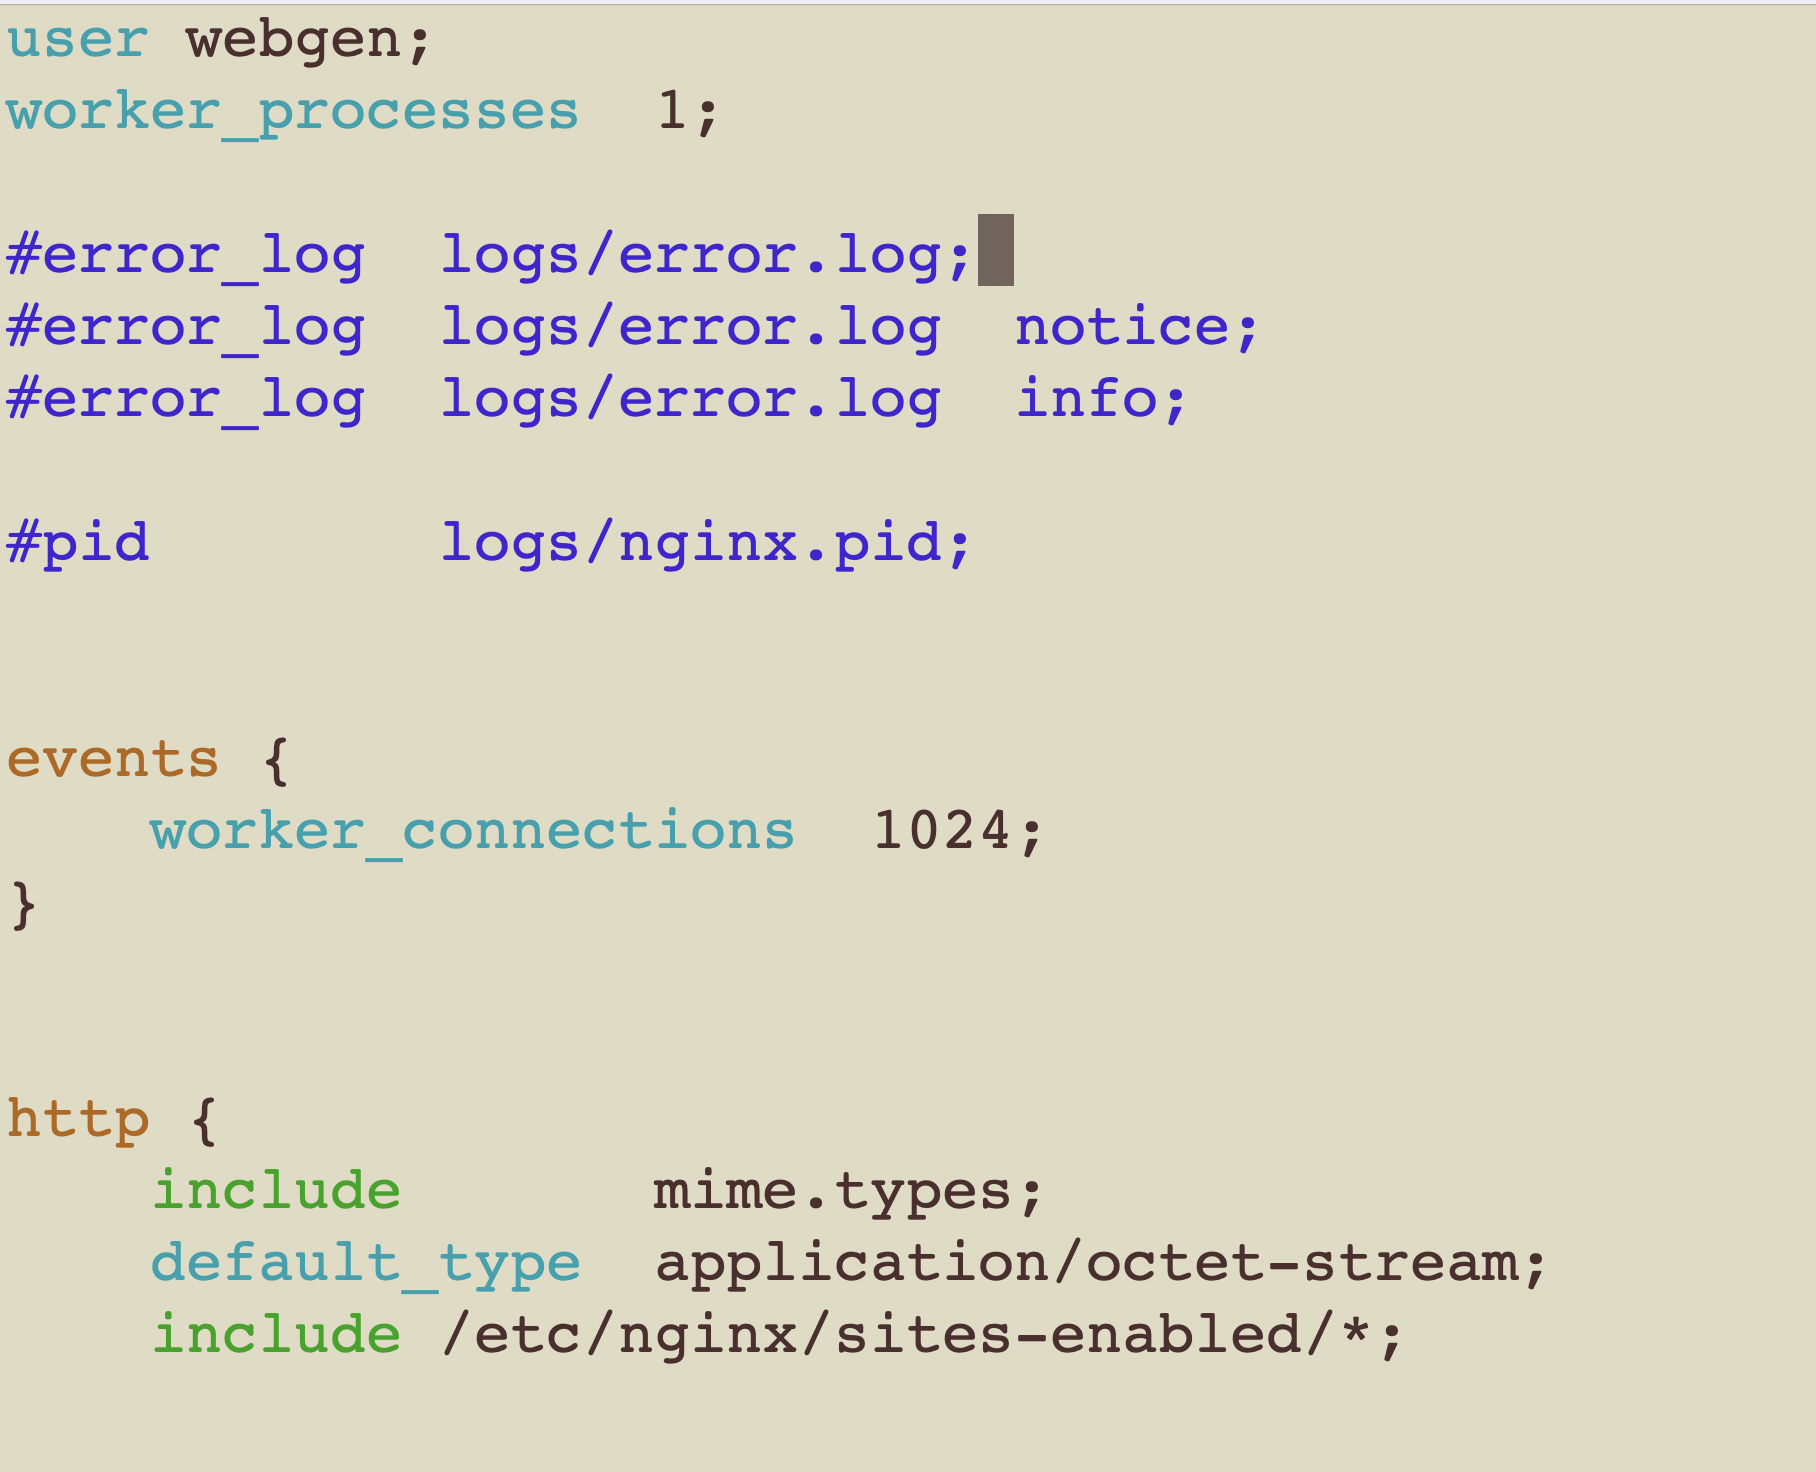 user webgen;
worker_processes  1;

#error_log  logs/error.log;
#error_log  logs/error.log  notice;
#error_log  logs/error.log  info;

#pid        logs/nginx.pid;


events {
    worker_connections  1024;
}


http {
    include       mime.types;
    default_type  application/octet-stream;
    include /etc/nginx/sites-enabled/*;